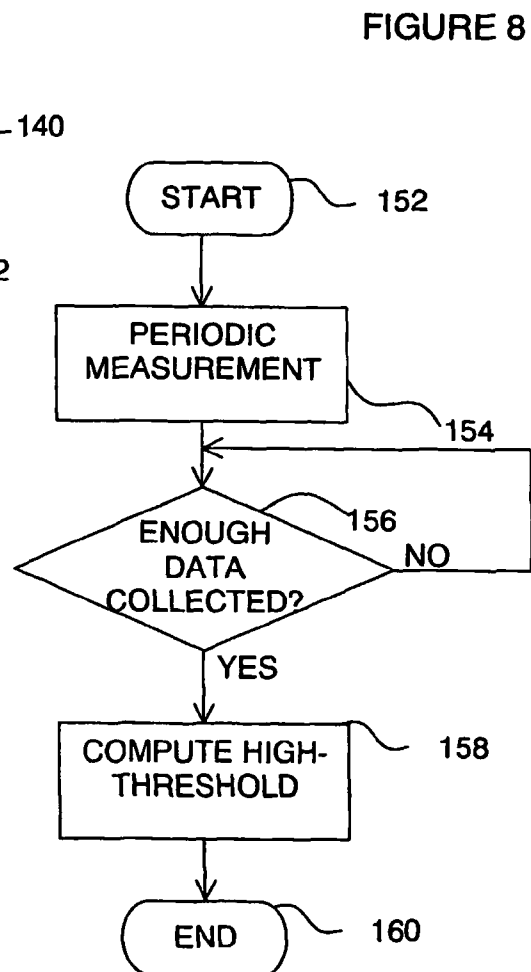 FIGURE 8
140
START
152
2
PERIODIC
MEASUREMENT
154
156
ENOUGH
DATA
COLLECTED?
NO
YES
COMPUTE HIGH-
THRESHOLD
158
END
160